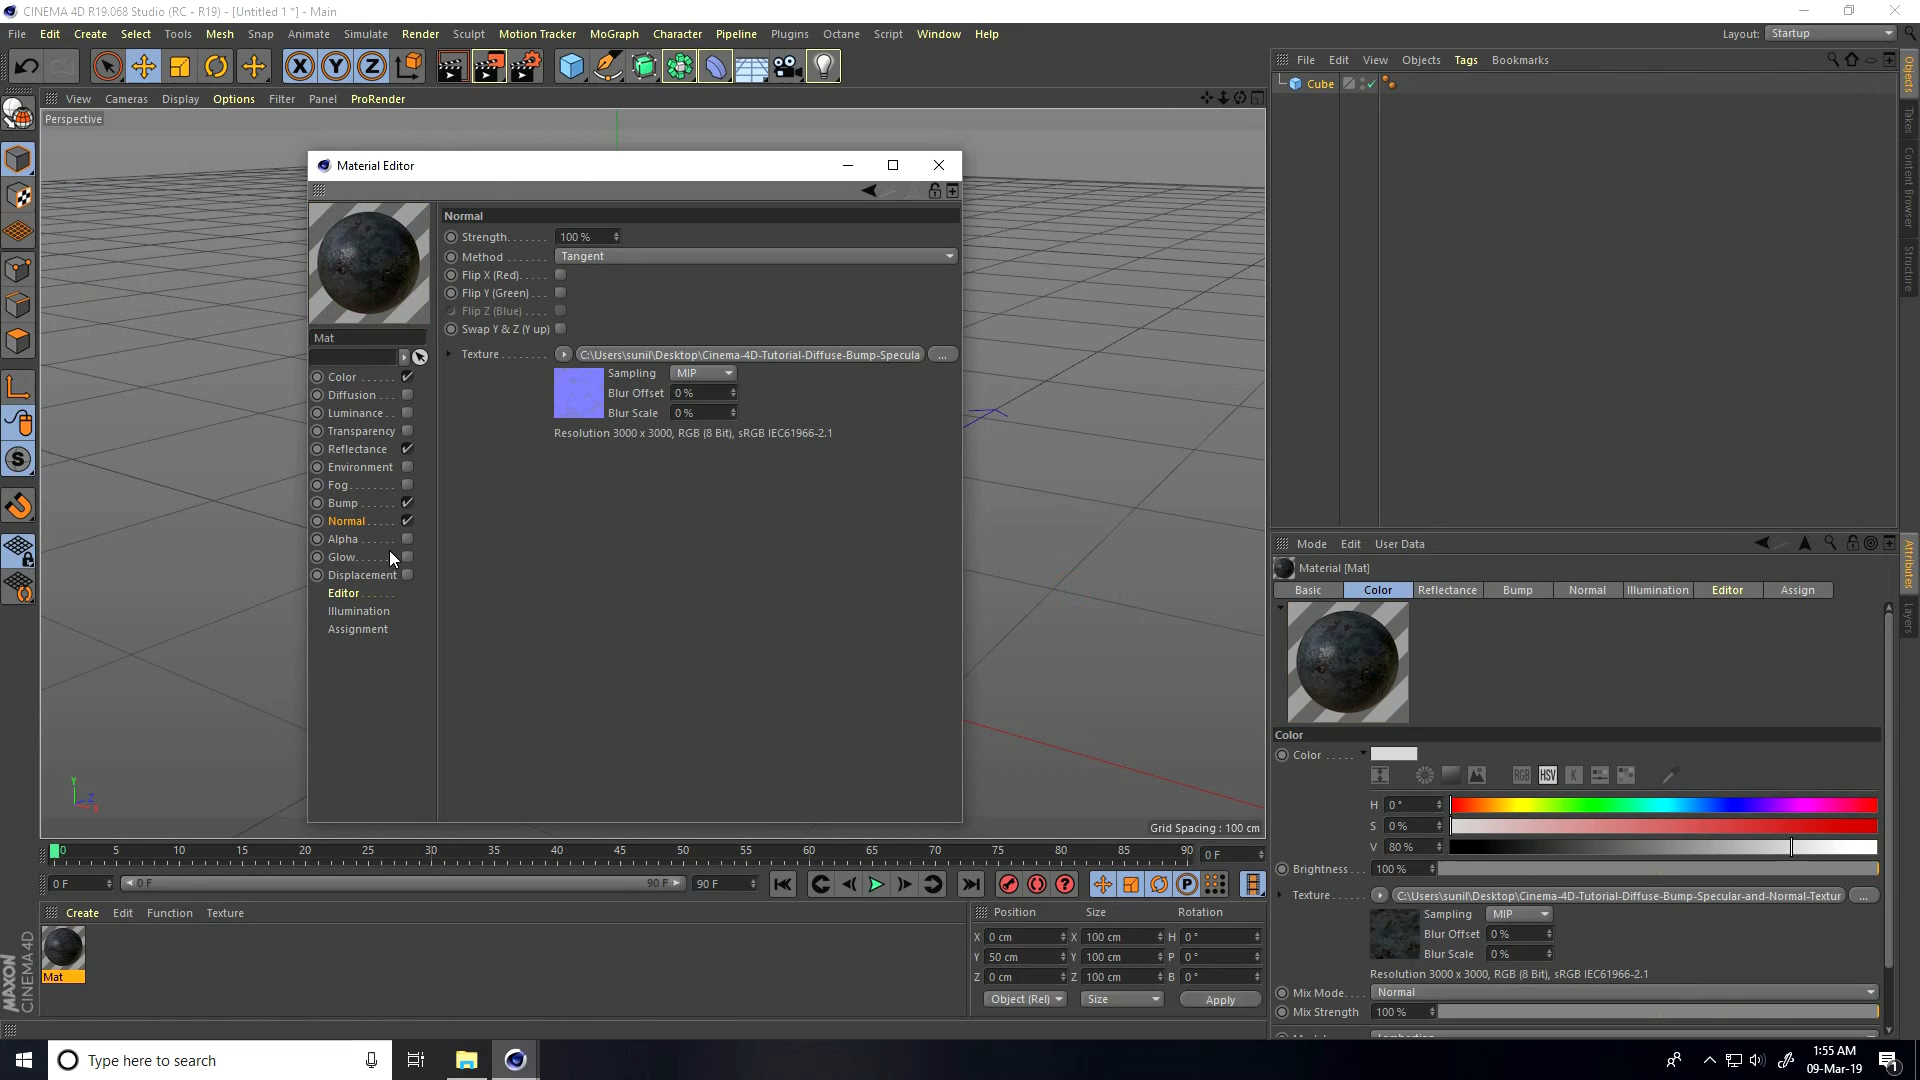 CINEMA 4D R19.068 Studio (RC - R19) - [Untitled 1 *] - Main
File Edit Create Select Tools Mesh Snap Animate Simulate Render Sculpt Motion Tracker MoGraph Character Pipeline Plugins Octane Script Window Help
Layout: Startup
X Y Z
File Edit View Objects Tags Bookmarks
View Cameras Display Options Filter Panel ProRender
Perspective
Cube
Objects
Takes
Content Browser
Structure
Material Editor
Normal
Strength....... 100 %
Method ....... Tangent
Flip X (Red).....
Flip Y (Green) ...
Flip Z (Blue) ....
Swap Y & Z (Y up)
Texture........ C:\Users\sunil\Desktop\Cinema-4D-Tutorial-Diffuse-Bump-Specula ...
Sampling MIP
Blur Offset 0 %
Blur Scale 0 %
Resolution 3000 x 3000, RGB (8 Bit), sRGB IEC61966-2.1
Mat
Color ......
Diffusion ...
Luminance . .
Transparency
Reflectance
Environment
Fog........
Bump ......
Normal.....
Alpha ......
Glow......
Displacement
Editor ......
Illumination
Assignment
Y
Z
X
Grid Spacing : 100 cm
Mode Edit User Data
Attributes
Layers
Material [Mat]
Basic Color Reflectance Bump Normal Illumination Editor Assign
Color
Color .....
RGB HSV K
H 0 °
S 0 %
V 80 %
Brightness... 100 %
Texture ..... C:\Users\sunil\Desktop\Cinema-4D-Tutorial-Diffuse-Bump-Specular-and-Normal-Textur ...
Sampling MIP
Blur Offset 0 %
Blur Scale 0 %
Resolution 3000 x 3000, RGB (8 Bit), sRGB IEC61966-2.1
Mix Mode.... Normal
Mix Strength 100 %
0 5 10 15 20 25 30 35 40 45 50 55 60 65 70 75 80 85 90 0 F
0 F 0 F 90 F 90 F
P
Create Edit Function Texture
Mat
MAXON
CINEMA 4D
Position Size Rotation
X 0 cm X 100 cm H 0 °
Y 50 cm Y 100 cm P 0 °
Z 0 cm Z 100 cm B 0 °
Object (Rel) Size Apply
Type here to search
1:55 AM
09-Mar-19
1